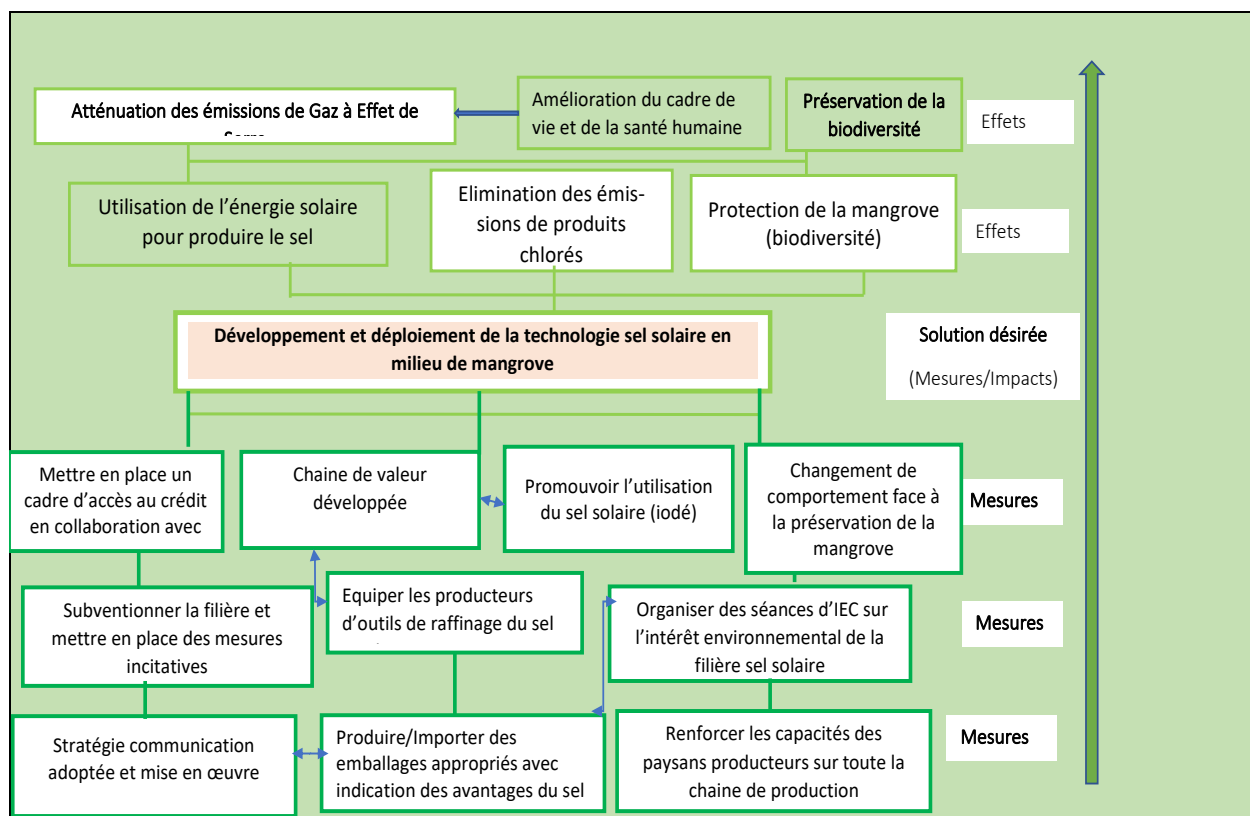 Atténuation des émissions de Gaz à Effet de
Amélioration du cadre de
vie et de la santé humaine
Préservation de la
biodiversité
Effets
Utilisation de l’énergie solaire
pour produire le sel
Elimination des émis-
sions de produits
chlorés
Protection de la mangrove
(biodiversité)
Effets
Développement et déploiement de la technologie sel solaire en
milieu de mangrove
Solution désirée
(Mesures/Impacts)
Mettre en place un
cadre d’accès au crédit
en collaboration avec
Chaine de valeur
développée
Promouvoir l’utilisation
du sel solaire (iodé)
Changement de
comportement face à
la préservation de la
mangrove
Mesures
Subventionner la filière et
mettre en place des mesures
incitatives
Equiper les producteurs
d’outils de raffinage du sel
Organiser des séances d’IEC sur
l’intérêt environnemental de la
filière sel solaire
Mesures
Stratégie communication
adoptée et mise en œuvre
Produire/Importer des
emballages appropriés avec
indication des avantages du sel
Renforcer les capacités des
paysans producteurs sur toute la
chaine de production
Mesures